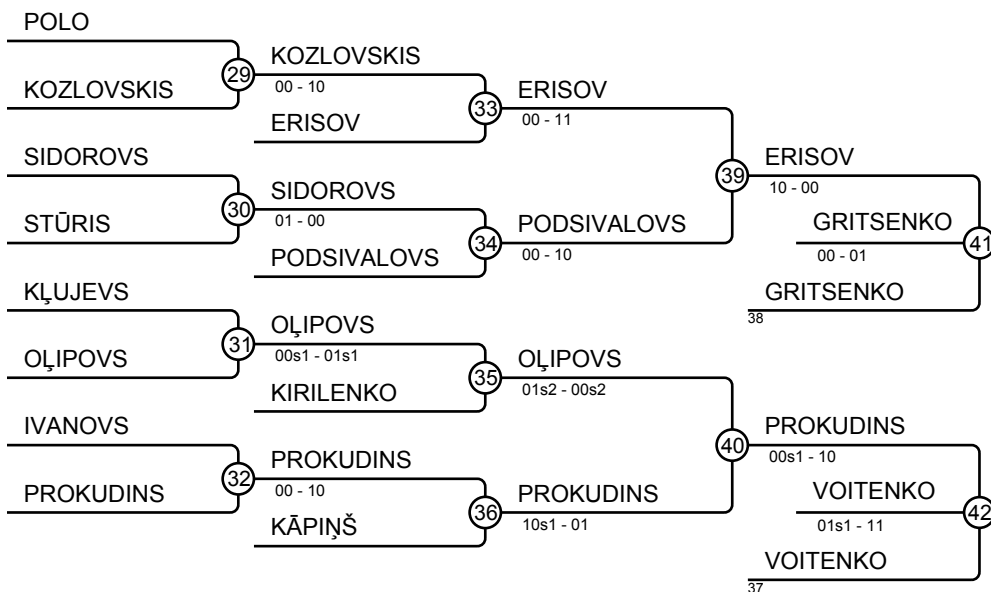 POLO
KOZLOVSKIS
29
KOZLOVSKIS
00 - 10
ERISOV
33
ERISOV
00 - 11
SIDOROVS
STŪRIS
30
SIDOROVS
01 - 00
PODSIVALOVS
34
PODSIVALOVS
00 - 10
39
ERISOV
10 - 00
GRITSENKO
00 - 01
41
GRITSENKO
38
KĻUJEVS
OĻIPOVS
31
OĻIPOVS
00s1 - 01s1
KIRILENKO
35
OĻIPOVS
01s2 - 00s2
IVANOVS
PROKUDINS
32
PROKUDINS
00 - 10
KĀPIŅŠ
36
PROKUDINS
10s1 - 01
40
PROKUDINS
00s1 - 10
VOITENKO
01s1 - 11
42
VOITENKO
37